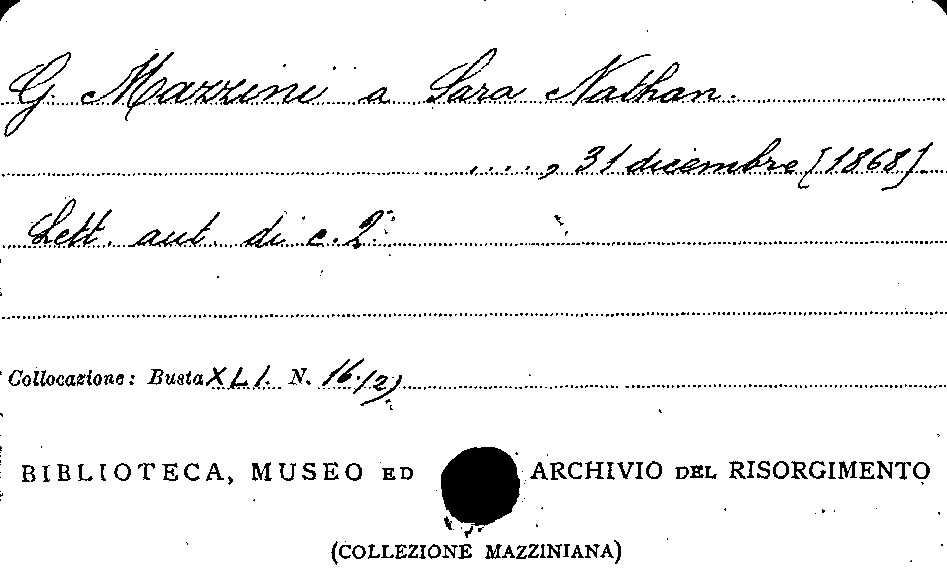 G. Mazzini a Sara Nathan.
...., 31 dicembre [1868].
Lett. aut. di c. 2.
Collocazione: Busta XLI. N. 16 (2)
BIBLIOTECA, MUSEO ED ARCHIVIO DEL RISORGIMENTO
(COLLEZIONE MAZZINIANA)